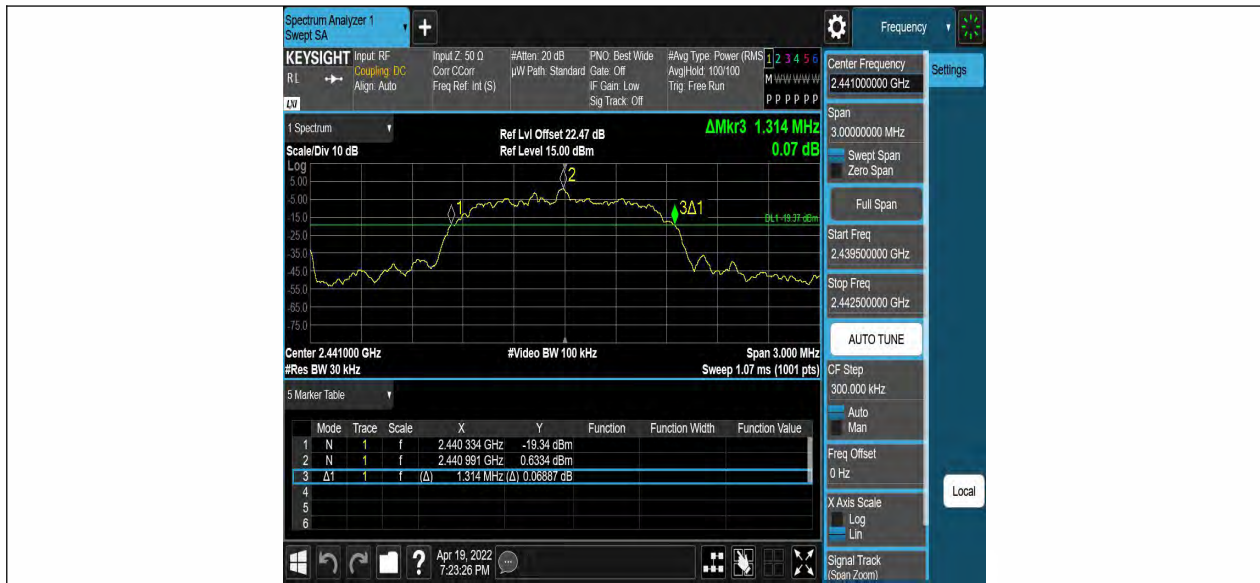 Spectrum Analyzer 1
Swept SA
+
Frequency
KEYSIGHT
RL
LXI
Input: RF
Coupling: DC
Align: Auto
Input Z: 50 Ω
Corr CCorr
Freq Ref: Int (S)
#Atten: 20 dB
µW Path: Standard
PNO: Best Wide
Gate: Off
IF Gain: Low
Sig Track: Off
#Avg Type: Power (RMS
Avg|Hold: 100/100
Trig: Free Run
1 2 3 4 5 6
M W W W W W
P P P P P P
1 Spectrum
Scale/Div 10 dB
Ref Lvl Offset 22.47 dB
Ref Level 15.00 dBm
ΔMkr3 1.314 MHz
0.07 dB
Log
5.00
-5.00
-15.0
-25.0
-35.0
-45.0
-55.0
-65.0
-75.0
1
2
3Δ1
DL1 -19.37 dBm
Center 2.441000 GHz
#Video BW 100 kHz
Span 3.000 MHz
#Res BW 30 kHz
Sweep 1.07 ms (1001 pts)
5 Marker Table
Mode Trace Scale X Y Function Function Width Function Value
1 N 1 f 2.440 334 GHz -19.34 dBm
2 N 1 f 2.440 991 GHz 0.6334 dBm
3 Δ1 1 f (Δ) 1.314 MHz (Δ) 0.06887 dB
4
5
6
?
Apr 19, 2022
7:23:26 PM
Center Frequency
2.441000000 GHz
Settings
Span
3.00000000 MHz
Swept Span
Zero Span
Full Span
Start Freq
2.439500000 GHz
Stop Freq
2.442500000 GHz
AUTO TUNE
CF Step
300.000 kHz
Auto
Man
Freq Offset
0 Hz
Local
X Axis Scale
Log
Lin
Signal Track
(Span Zoom)